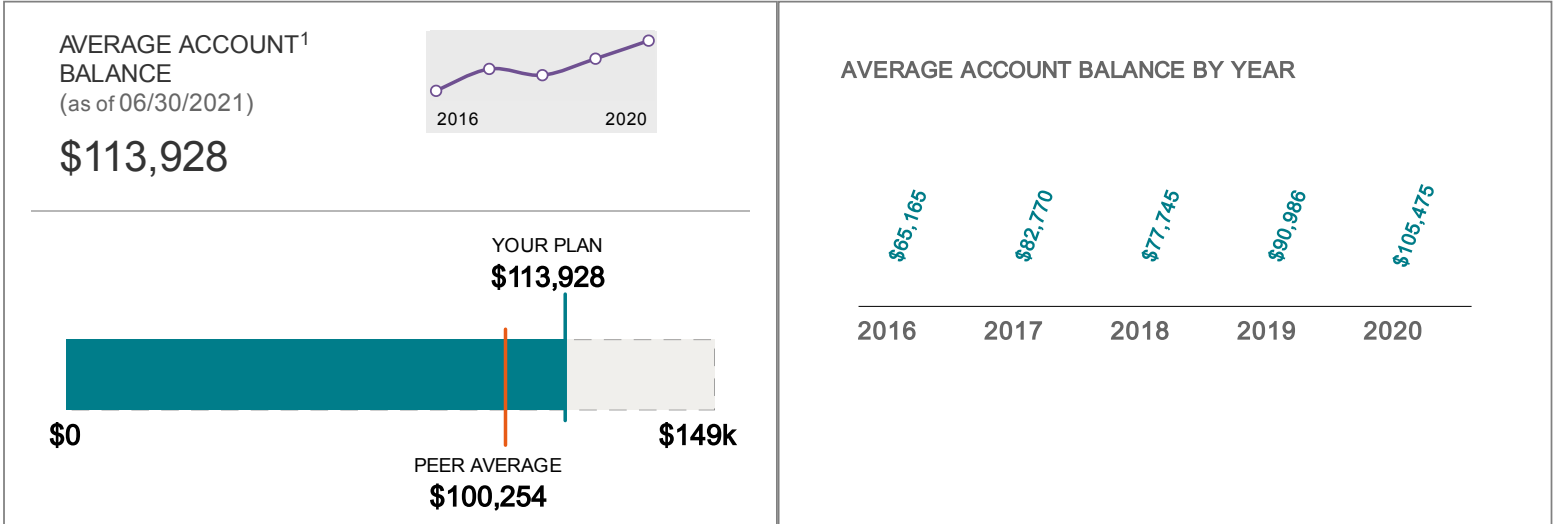 AVERAGE ACCOUNT1
BALANCE
(as of 06/30/2021)
$113,928
2016 2020
YOUR PLAN
$113,928
$0 $149k
PEER AVERAGE
$100,254
AVERAGE ACCOUNT BALANCE BY YEAR
$65,165 $82,770 $77,745 $90,986 $105,475
2016 2017 2018 2019 2020